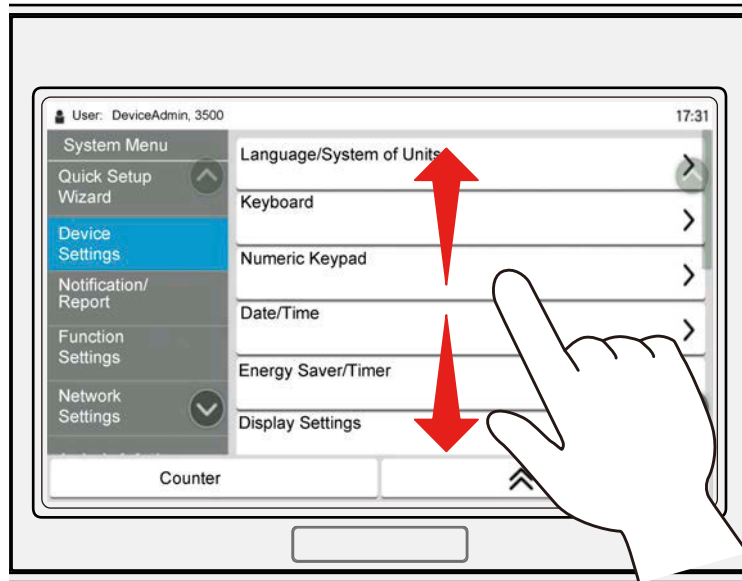 User: DeviceAdmin, 3500
17:31
System Menu
Quick Setup
Wizard
Device
Settings
Notification/
Report
Function
Settings
Network
Settings
Language/System of Units
Keyboard
Numeric Keypad
Date/Time
Energy Saver/Timer
Display Settings
Counter